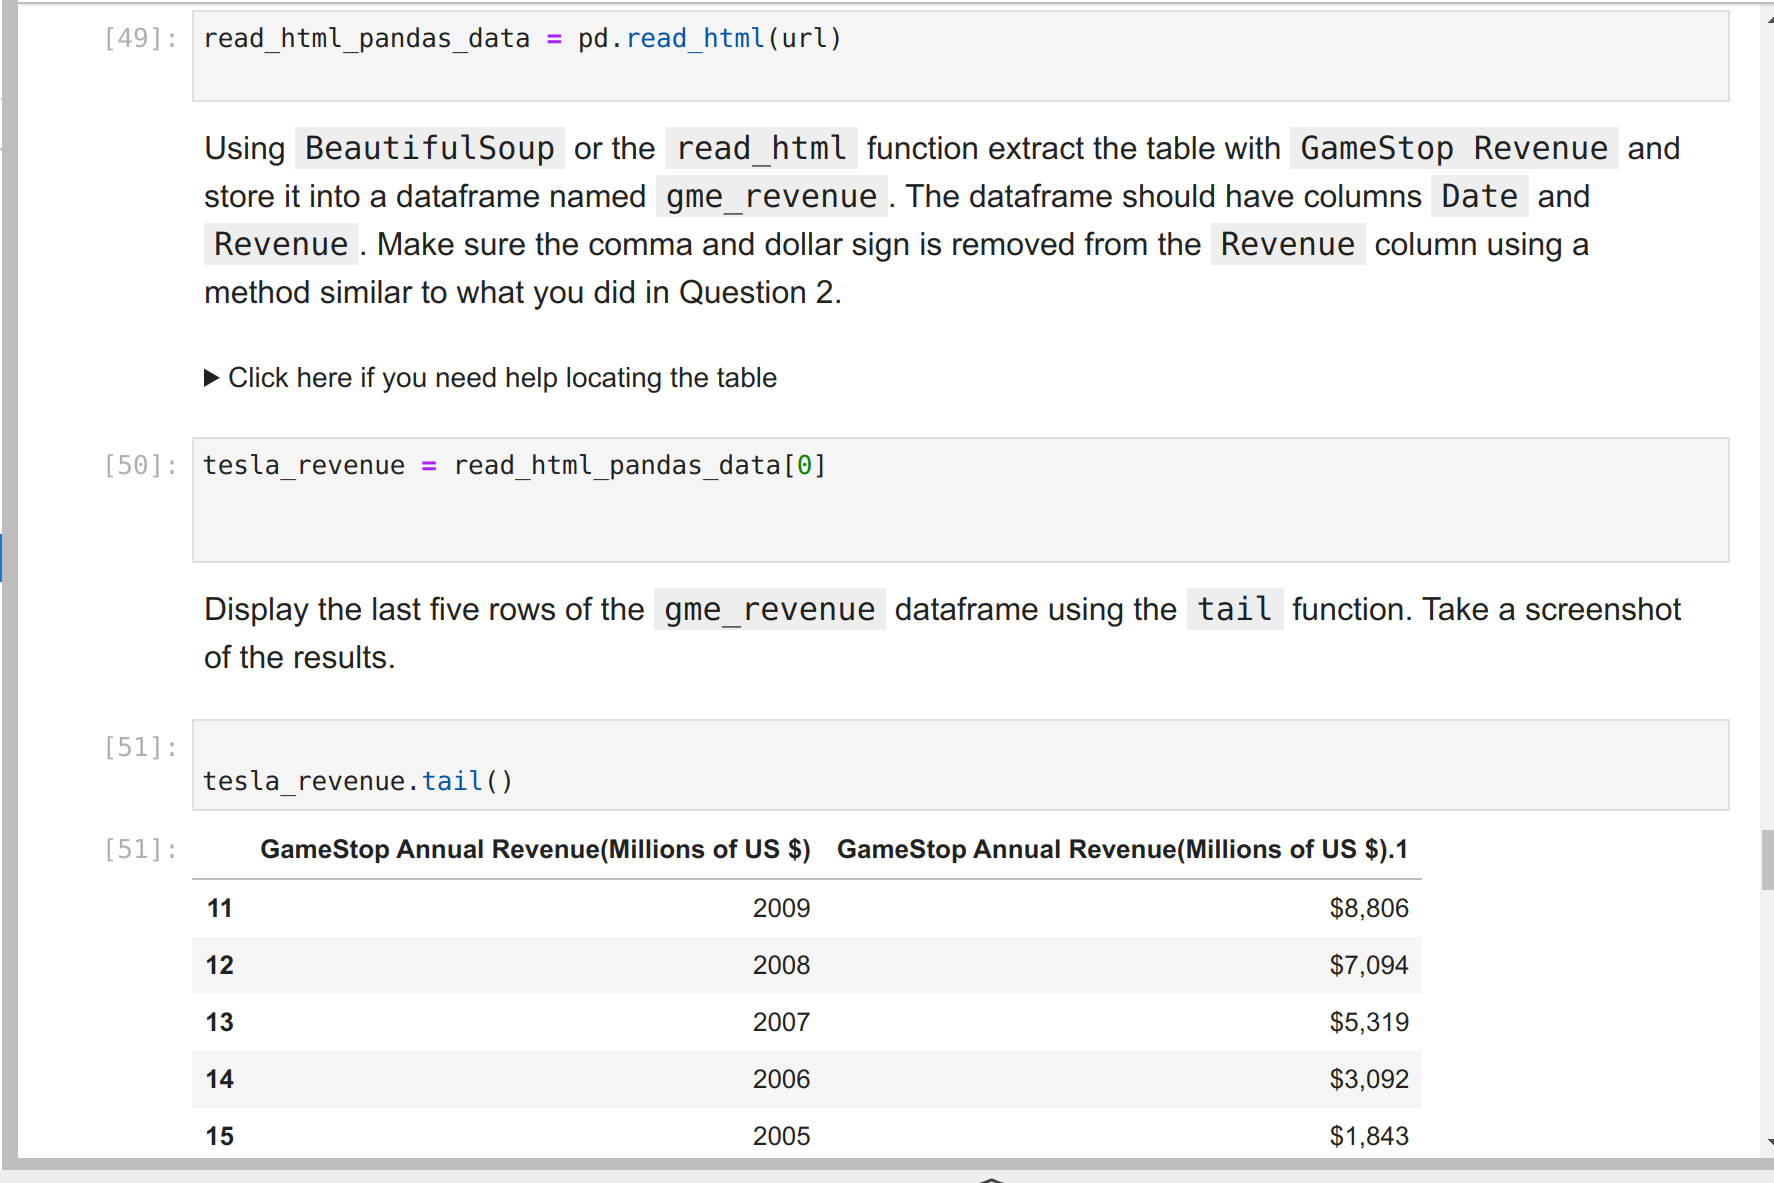 [49]: read_html_pandas_data = pd.read_html(url)
Using BeautifulSoup or the read_html function extract the table with GameStop Revenue and
store it into a dataframe named gme_revenue. The dataframe should have columns Date and
Revenue. Make sure the comma and dollar sign is removed from the Revenue column using a
method similar to what you did in Question 2.
▶ Click here if you need help locating the table
[50]: tesla_revenue = read_html_pandas_data[0]
Display the last five rows of the gme_revenue dataframe using the tail function. Take a screenshot
of the results.
[51]:
tesla_revenue.tail()
[51]: GameStop Annual Revenue(Millions of US $) GameStop Annual Revenue(Millions of US $).1
11 2009 $8,806
12 2008 $7,094
13 2007 $5,319
14 2006 $3,092
15 2005 $1,843